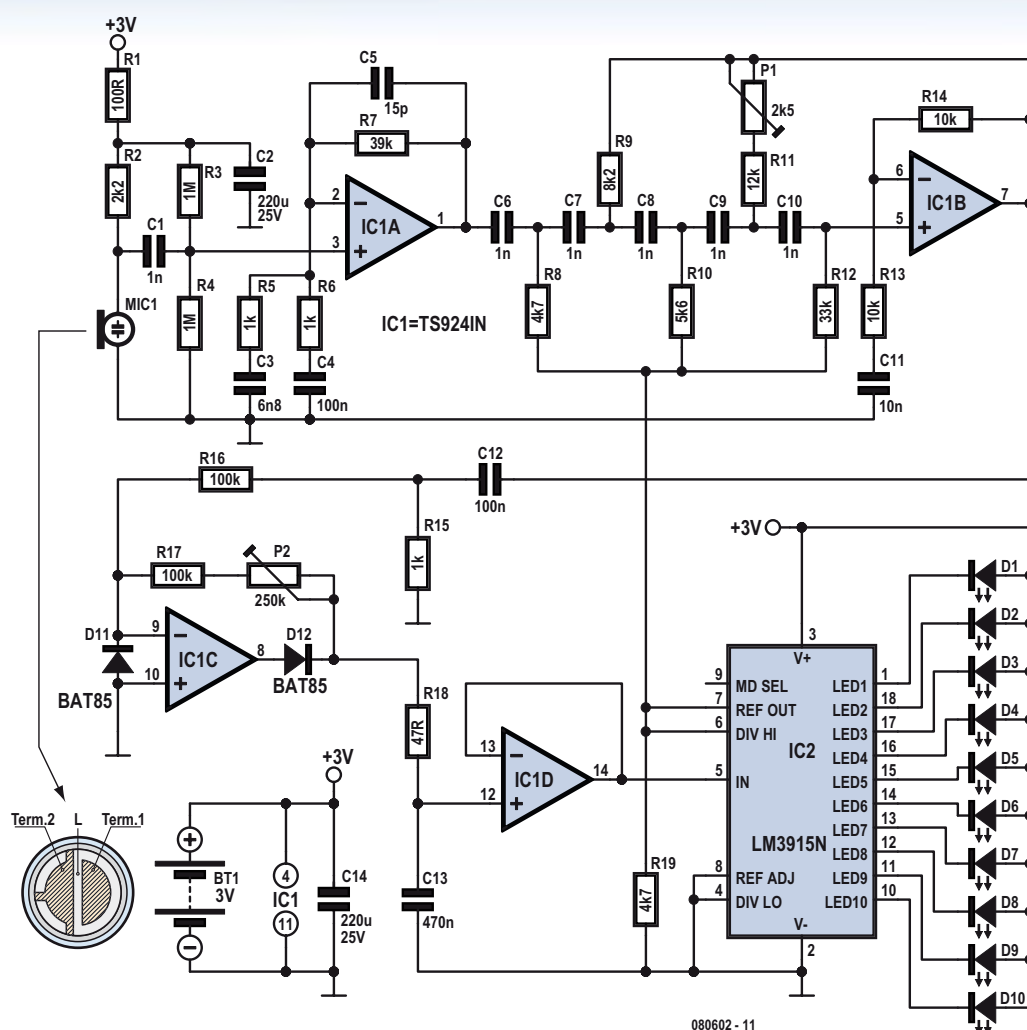 +3V
R1
100R
R2
2k2
R3
1M
C2
220u
25V
C1
1n
R4
1M
MIC1
C5
15p
R7
39k
2
3
IC1A
1
R5
1k
R6
1k
C3
6n8
C4
100n
IC1=TS924IN
C6
1n
C7
1n
C8
1n
C9
1n
C10
1n
R9
8k2
R8
4k7
R10
5k6
P1
2k5
R11
12k
R12
33k
R14
10k
6
5
IC1B
7
R13
10k
C11
10n
R16
100k
C12
100n
R15
1k
R17
100k
P2
250k
D11
BAT85
9
10
IC1C
8
D12
BAT85
R18
47R
13
12
IC1D
14
C13
470n
+3V
BT1
3V
4
IC1
11
C14
220u
25V
Term.2
L
Term.1
R19
4k7
+3V
3
V+
9
MD SEL
7
REF OUT
6
DIV HI
5
IN
8
REF ADJ
4
DIV LO
IC2
LM3915N
V-
2
LED1
1
LED2
18
LED3
17
LED4
16
LED5
15
LED6
14
LED7
13
LED8
12
LED9
11
LED10
10
D1
D2
D3
D4
D5
D6
D7
D8
D9
D10
080602 - 11